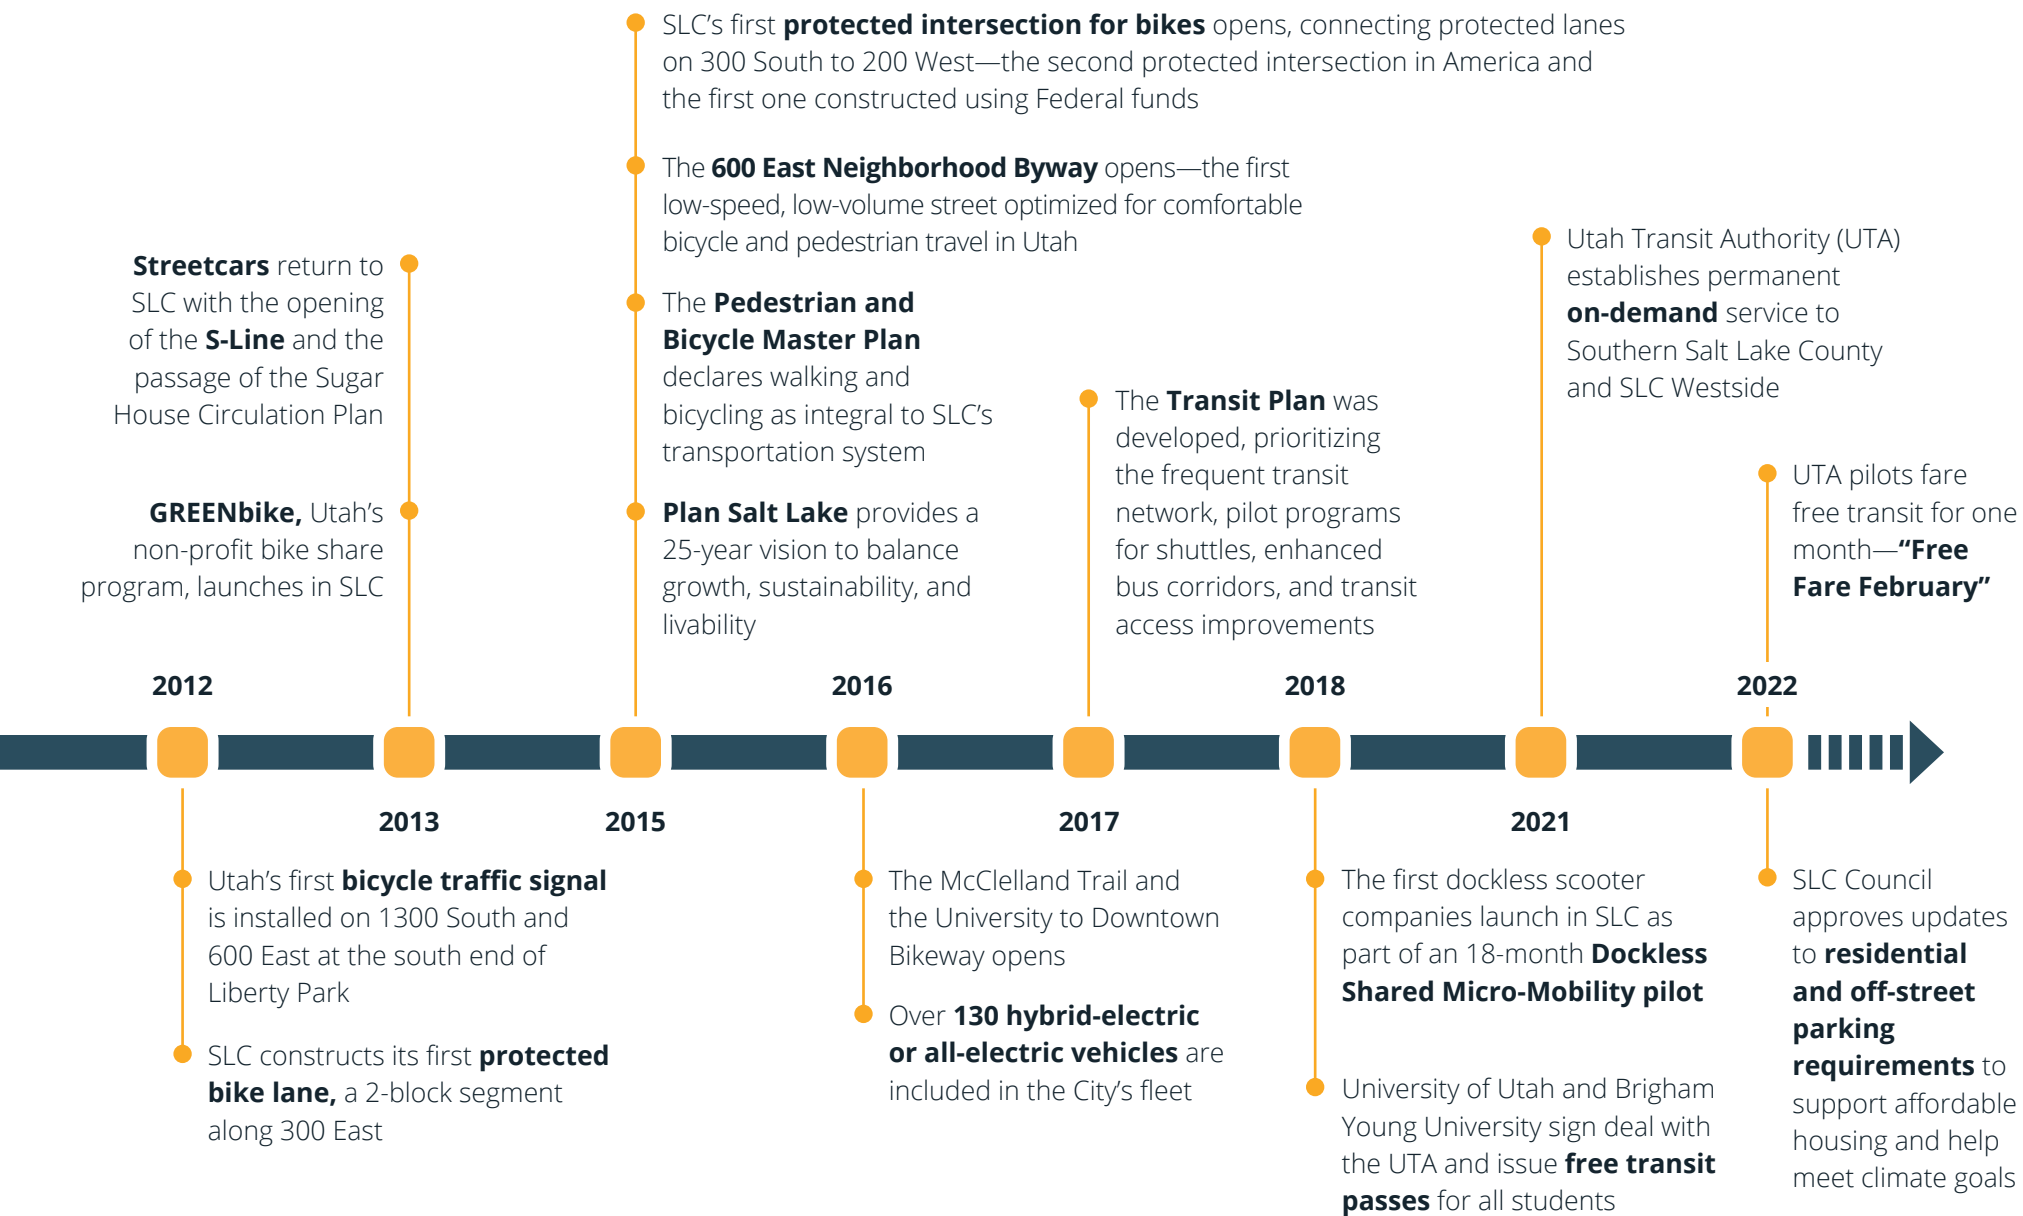 SLC’s first protected intersection for bikes opens, connecting protected lanes
on 300 South to 200 West—the second protected intersection in America and
the first one constructed using Federal funds
The 600 East Neighborhood Byway opens—the first
low-speed, low-volume street optimized for comfortable
bicycle and pedestrian travel in Utah
Streetcars return to
SLC with the opening
of the S-Line and the
passage of the Sugar
House Circulation Plan
The Pedestrian and
Bicycle Master Plan
declares walking and
bicycling as integral to SLC’s
transportation system
Utah Transit Authority (UTA)
establishes permanent
on-demand service to
Southern Salt Lake County
and SLC Westside
The Transit Plan was
developed, prioritizing
the frequent transit
network, pilot programs
for shuttles, enhanced
bus corridors, and transit
access improvements
GREENbike, Utah’s
non-profit bike share
program, launches in SLC
Plan Salt Lake provides a
25-year vision to balance
growth, sustainability, and
livability
UTA pilots fare
free transit for one
month—“Free
Fare February”
2012
2016
2018
2022
2013
2015
2017
2021
Utah’s first bicycle traffic signal
is installed on 1300 South and
600 East at the south end of
Liberty Park
SLC constructs its first protected
bike lane, a 2-block segment
along 300 East
The McClelland Trail and
the University to Downtown
Bikeway opens
Over 130 hybrid-electric
or all-electric vehicles are
included in the City’s fleet
The first dockless scooter
companies launch in SLC as
part of an 18-month Dockless
Shared Micro-Mobility pilot
University of Utah and Brigham
Young University sign deal with
the UTA and issue free transit
passes for all students
SLC Council
approves updates
to residential
and off-street
parking
requirements to
support affordable
housing and help
meet climate goals